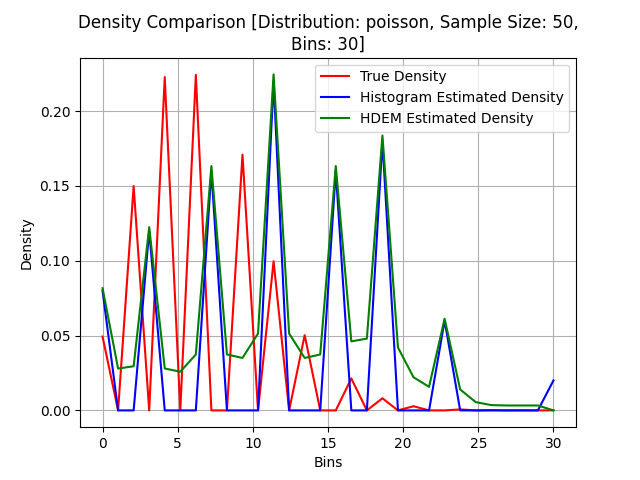 Density Comparison [Distribution: poisson, Sample Size: 50,
Bins: 30]
True Density
Histogram Estimated Density
HDEM Estimated Density
Density
0.20
0.15
0.10
0.05
0.00
0 5 10 15 20 25 30
Bins